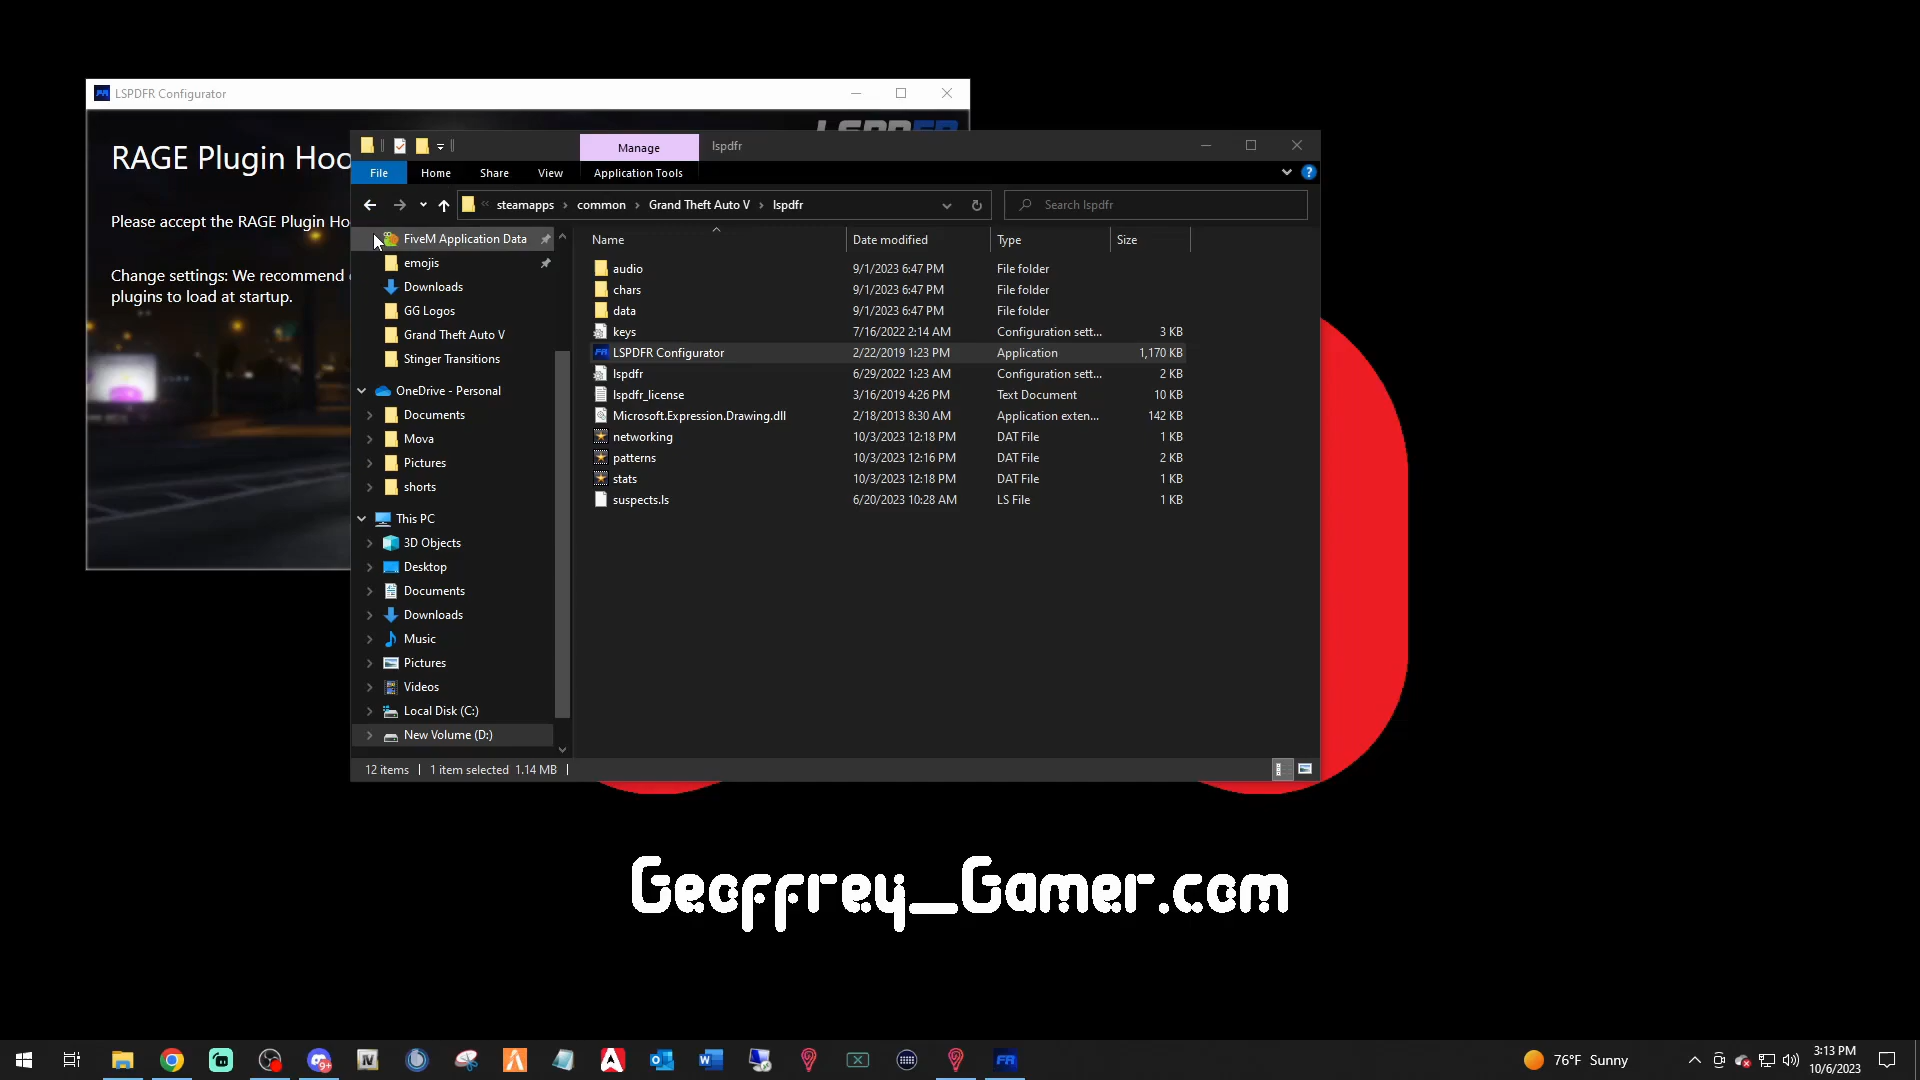 LSPDFR Configurator
RAGE Plugin Hoo
Please accept the RAGE Plugin Ho
Change settings: We recommend
plugins to load at startup.
Manage
lspdfr
File
Home
Share
View
Application Tools
steamapps
common
Grand Theft Auto V
lspdfr
Search lspdfr
FiveM Application Data
emojis
Downloads
GG Logos
Grand Theft Auto V
Stinger Transitions
OneDrive - Personal
Documents
Mova
Pictures
shorts
This PC
3D Objects
Desktop
Documents
Downloads
Music
Pictures
Videos
Local Disk (C:)
New Volume (D:)
Name Date modified Type Size
audio 9/1/2023 6:47 PM File folder
chars 9/1/2023 6:47 PM File folder
data 9/1/2023 6:47 PM File folder
keys 7/16/2022 2:14 AM Configuration sett... 3 KB
LSPDFR Configurator 2/22/2019 1:23 PM Application 1,170 KB
lspdfr 6/29/2022 1:23 AM Configuration sett... 2 KB
lspdfr_license 3/16/2019 4:26 PM Text Document 10 KB
Microsoft.Expression.Drawing.dll 2/18/2013 8:30 AM Application exten... 142 KB
networking 10/3/2023 12:18 PM DAT File 1 KB
patterns 10/3/2023 12:16 PM DAT File 2 KB
stats 10/3/2023 12:18 PM DAT File 1 KB
suspects.ls 6/20/2023 10:28 AM LS File 1 KB
12 items 1 item selected 1.14 MB
Geoffrey_Gamer.com
76°F Sunny
3:13 PM
10/6/2023